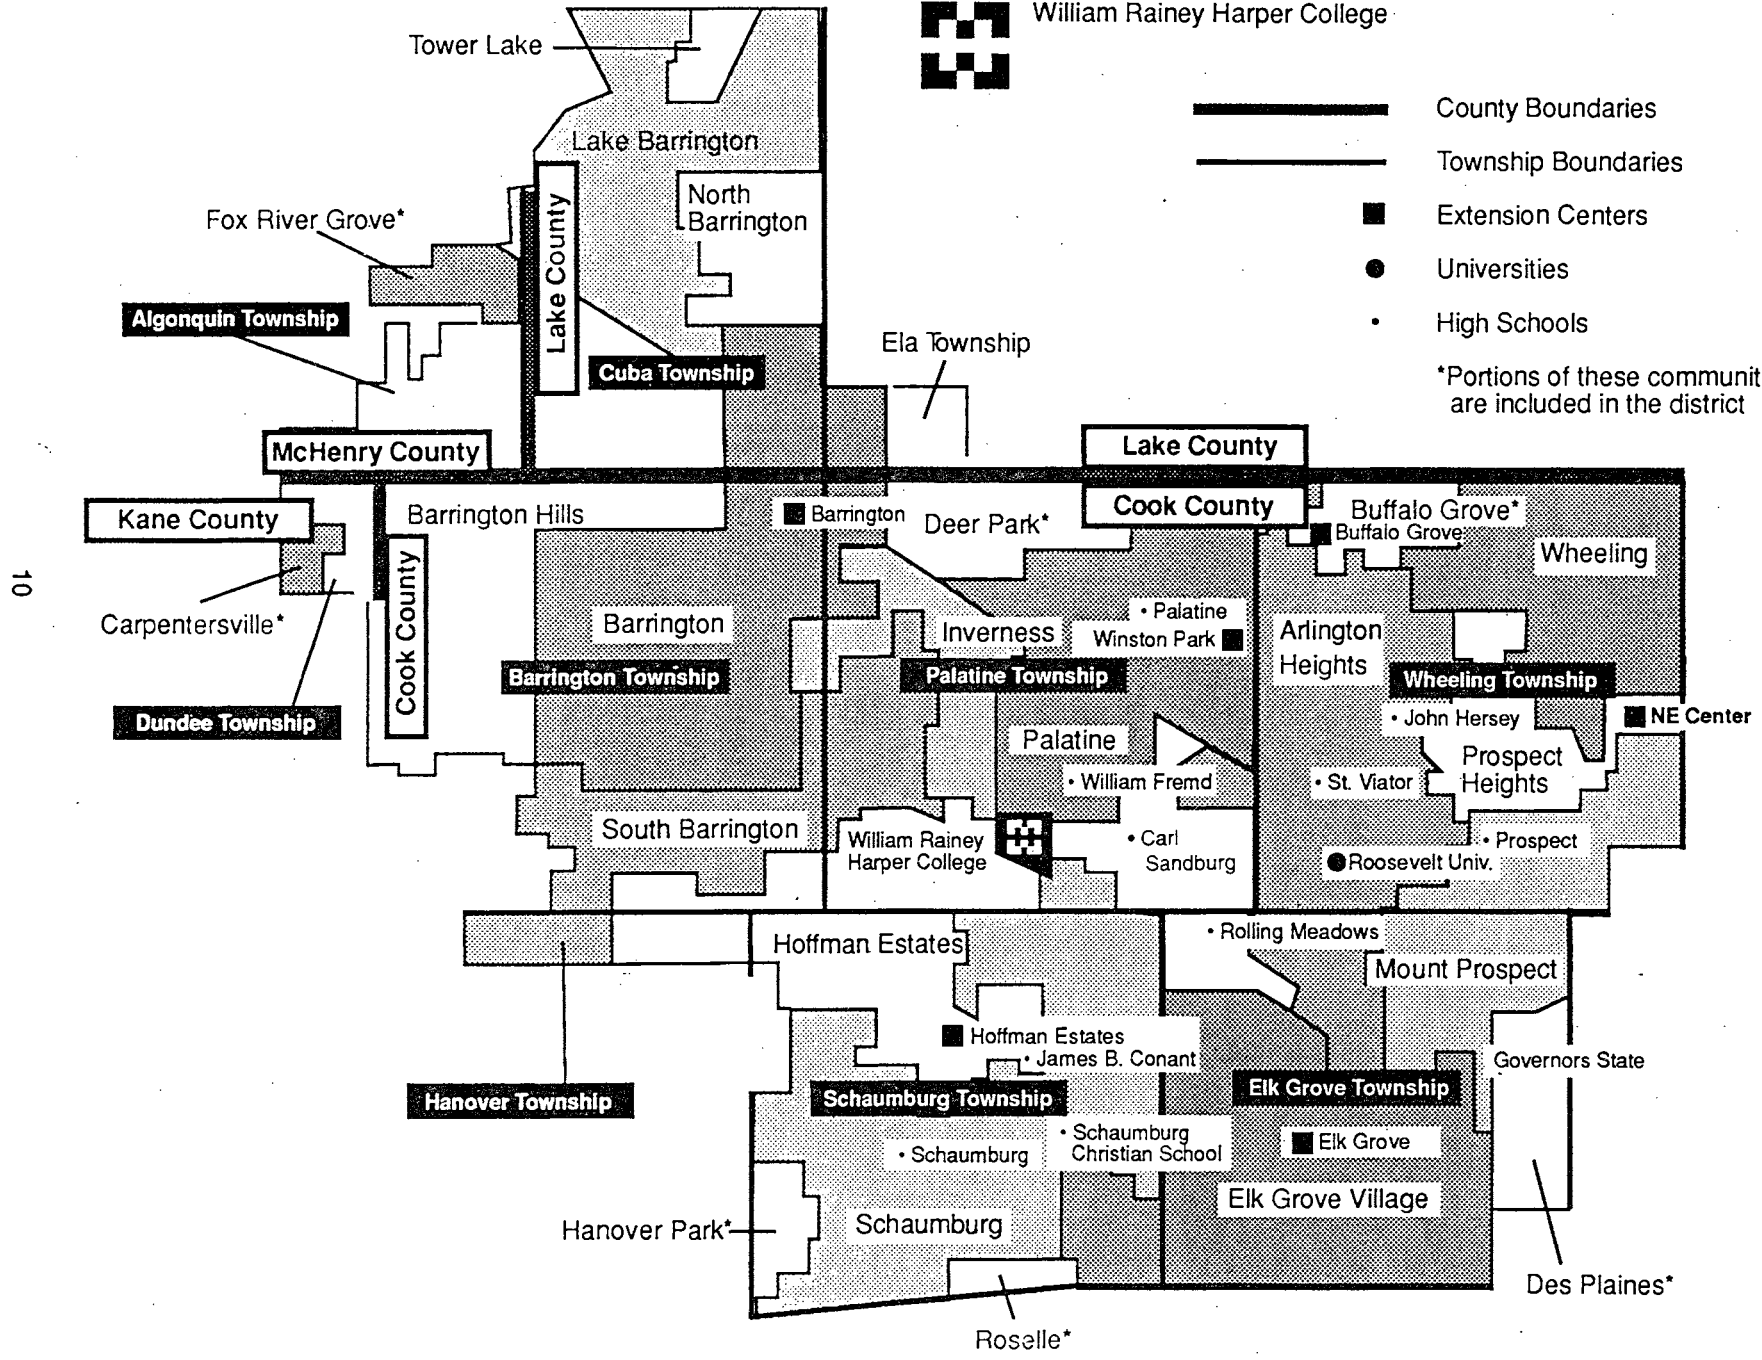 William Rainey Harper College
Tower Lake
County Boundaries
Lake Barrington
Township Boundaries
North
Barrington
Fox River Grove*
Lake County
Extension Centers
Universities
Algonquin Township
High Schools
Ela Township
Cuba Township
*Portions of these communit
are included in the district
McHenry County
Lake County
Kane County
Barrington Hills
Barrington
Deer Park*
Cook County
Buffalo Grove*
Buffalo Grove
Wheeling
10
Carpentersville*
Cook County
Barrington
Inverness
• Palatine
Winston Park
Arlington
Heights
Barrington Township
Palatine Township
Wheeling Township
Dundee Township
• John Hersey
NE Center
Palatine
Prospect
Heights
• William Fremd
• St. Viator
South Barrington
William Rainey
Harper College
• Carl
Sandburg
• Prospect
Roosevelt Univ.
Hoffman Estates
• Rolling Meadows
Mount Prospect
Hoffman Estates
• James B. Conant
Governors State
Hanover Township
Schaumburg Township
Elk Grove Township
• Schaumburg
• Schaumburg
Christian School
Elk Grove
Elk Grove Village
Hanover Park*
Schaumburg
Des Plaines*
Roselle*